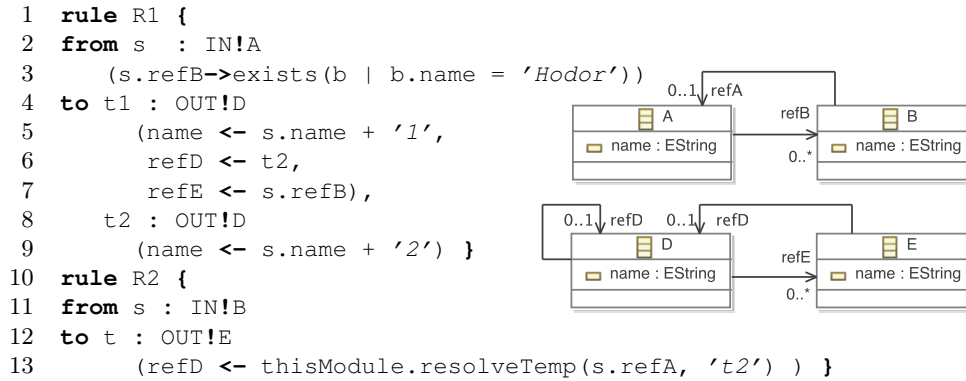 1 rule R1 {
2 from s : IN!A
3 (s.refB->exists(b | b.name = 'Hodor'))
4 to t1 : OUT!D
5 (name <- s.name + '1',
6 refD <- t2,
7 refE <- s.refB),
8 t2 : OUT!D
9 (name <- s.name + '2') }
10 rule R2 {
11 from s : IN!B
12 to t : OUT!E
13 (refD <- thisModule.resolveTemp(s.refA, 't2') ) }
0..1 refA
A
name : EString
refB
0..*
B
name : EString
0..1 refD
0..1 refD
D
name : EString
refE
0..*
E
name : EString